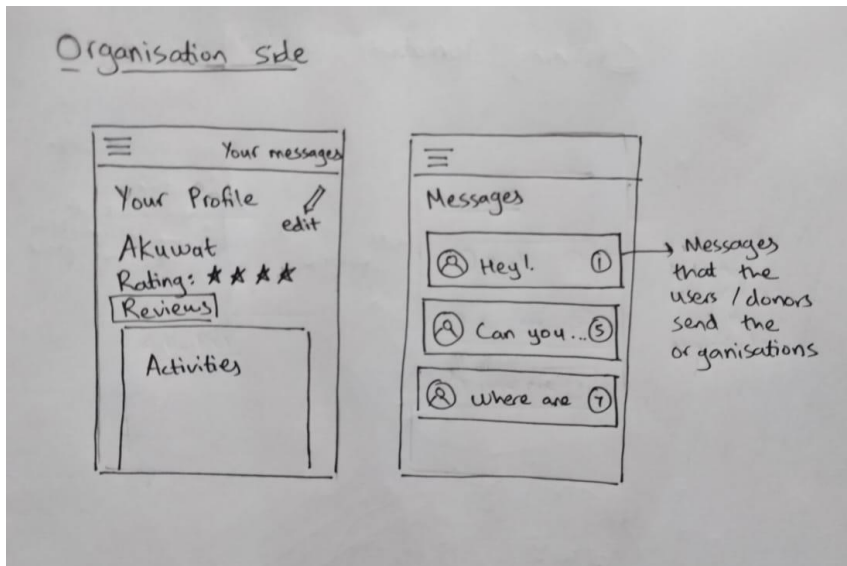 Organisation side
Your messages
Your Profile
edit
Akuwat
Rating: ★ ★ ★ ★
Reviews
Activities
Messages
Hey!
1
Can you...
5
Where are
7
Messages
that the
users / donors
send the
organisations